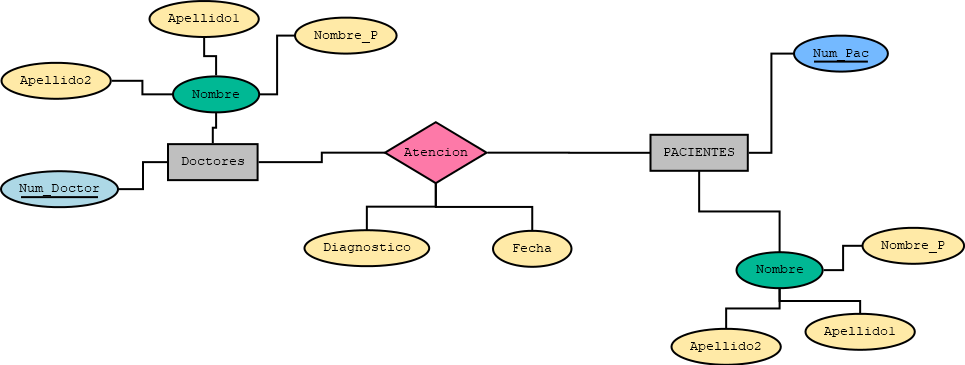 Apellido1
Nombre_P
Num_Pac
Apellido2
Nombre
Doctores
Atencion
PACIENTES
Num_Doctor
Diagnostico
Fecha
Nombre_P
Nombre
Apellido1
Apellido2